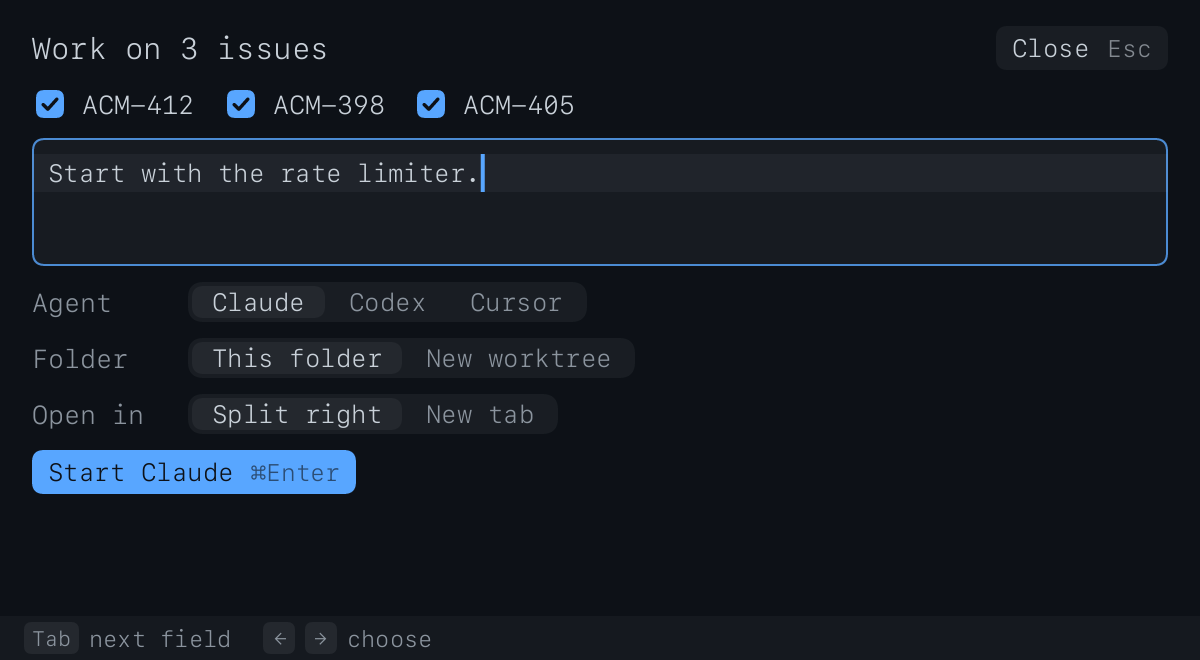 Work on 3 issues Close Esc
ACM–412 ACM–398 ACM–405
Start with the rate limiter.
Agent Claude Codex Cursor
Folder This folder New worktree
Open in Split right New tab
Start Claude ⌘Enter
Tab next field ← → choose